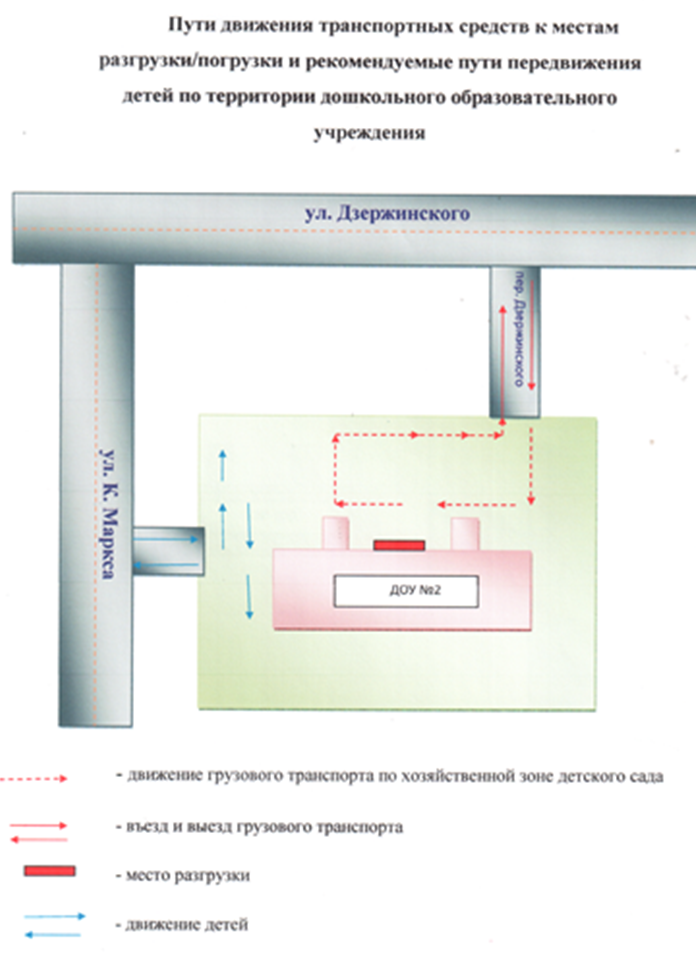 Пути движения транспортных средств к местам
разгрузки/погрузки и рекомендуемые пути передвижения
детей по территории дошкольного образовательного
учреждения
ул. Дзержинского
пер. Дзержинского
ул. К. Маркса
ДОУ №2
- движение грузового транспорта по хозяйственной зоне детского сада
- въезд и выезд грузового транспорта
- место разгрузки
- движение детей